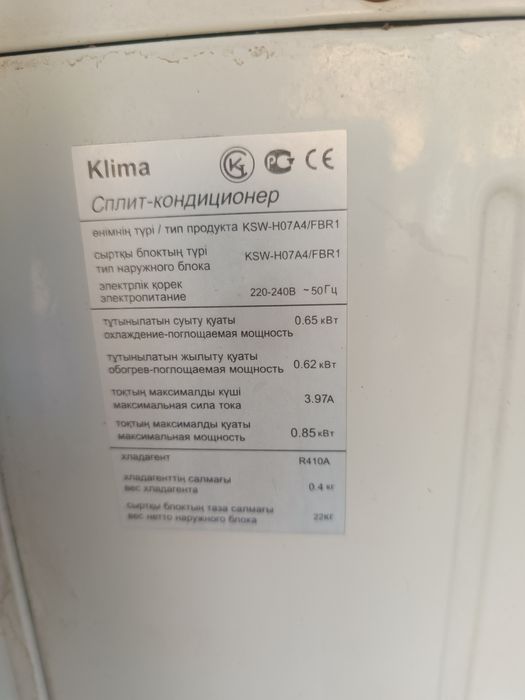 Klima
Сплит-кондиционер
өнімнің түрі / тип продукта KSW-H07A4/FBR1
сыртқы блоктың түрі
тип наружного блока KSW-H07A4/FBR1
электрлік қорек
электропитание 220-240В ~50Гц
тұтынылатын суыту қуаты 0.65 кВт
охлаждение-поглощаемая мощность
тұтынылатын жылыту қуаты
обогрев-поглощаемая мощность 0.62 кВт
тоқтың максималды күші
максимальная сила тока 3.97А
тоқтың максималды қуаты
максимальная мощность 0.85 кВт
хладагент R410A
хладагенттің салмағы
вес хладагента 0.4 кг
сыртқы блоктың таза салмағы
вес нетто наружного блока 22кг